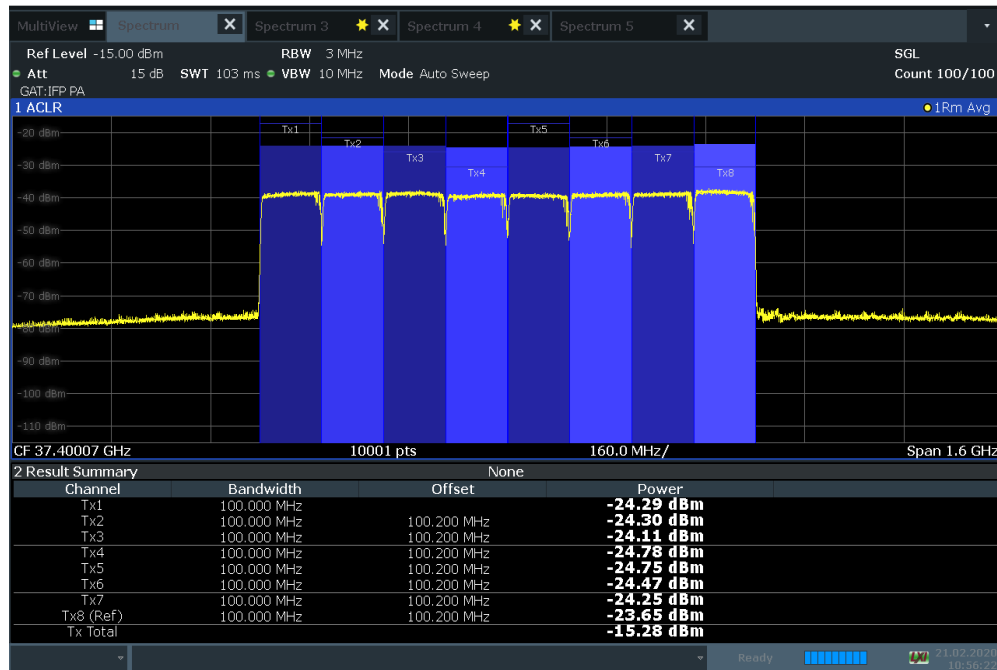 MultiView Spectrum X Spectrum 3 X Spectrum 4 X Spectrum 5 X
Ref Level -15.00 dBm RBW 3 MHz SGL
Att 15 dB SWT 103 ms VBW 10 MHz Mode Auto Sweep Count 100/100
GAT:IFP PA
1 ACLR 1Rm Avg
-20 dBm
Tx1 Tx5
Tx2 Tx6
Tx3 Tx7
-30 dBm
Tx4 Tx8
-40 dBm
-50 dBm
-60 dBm
-70 dBm
-80 dBm
-90 dBm
-100 dBm
-110 dBm
CF 37.40007 GHz 10001 pts 160.0 MHz/ Span 1.6 GHz
2 Result Summary None
Channel Bandwidth Offset Power
Tx1 100.000 MHz -24.29 dBm
Tx2 100.000 MHz 100.200 MHz -24.30 dBm
Tx3 100.000 MHz 100.200 MHz -24.11 dBm
Tx4 100.000 MHz 100.200 MHz -24.78 dBm
Tx5 100.000 MHz 100.200 MHz -24.75 dBm
Tx6 100.000 MHz 100.200 MHz -24.47 dBm
Tx7 100.000 MHz 100.200 MHz -24.25 dBm
Tx8 (Ref) 100.000 MHz 100.200 MHz -23.65 dBm
Tx Total -15.28 dBm
Ready LXI 21.02.2020
10:56:22